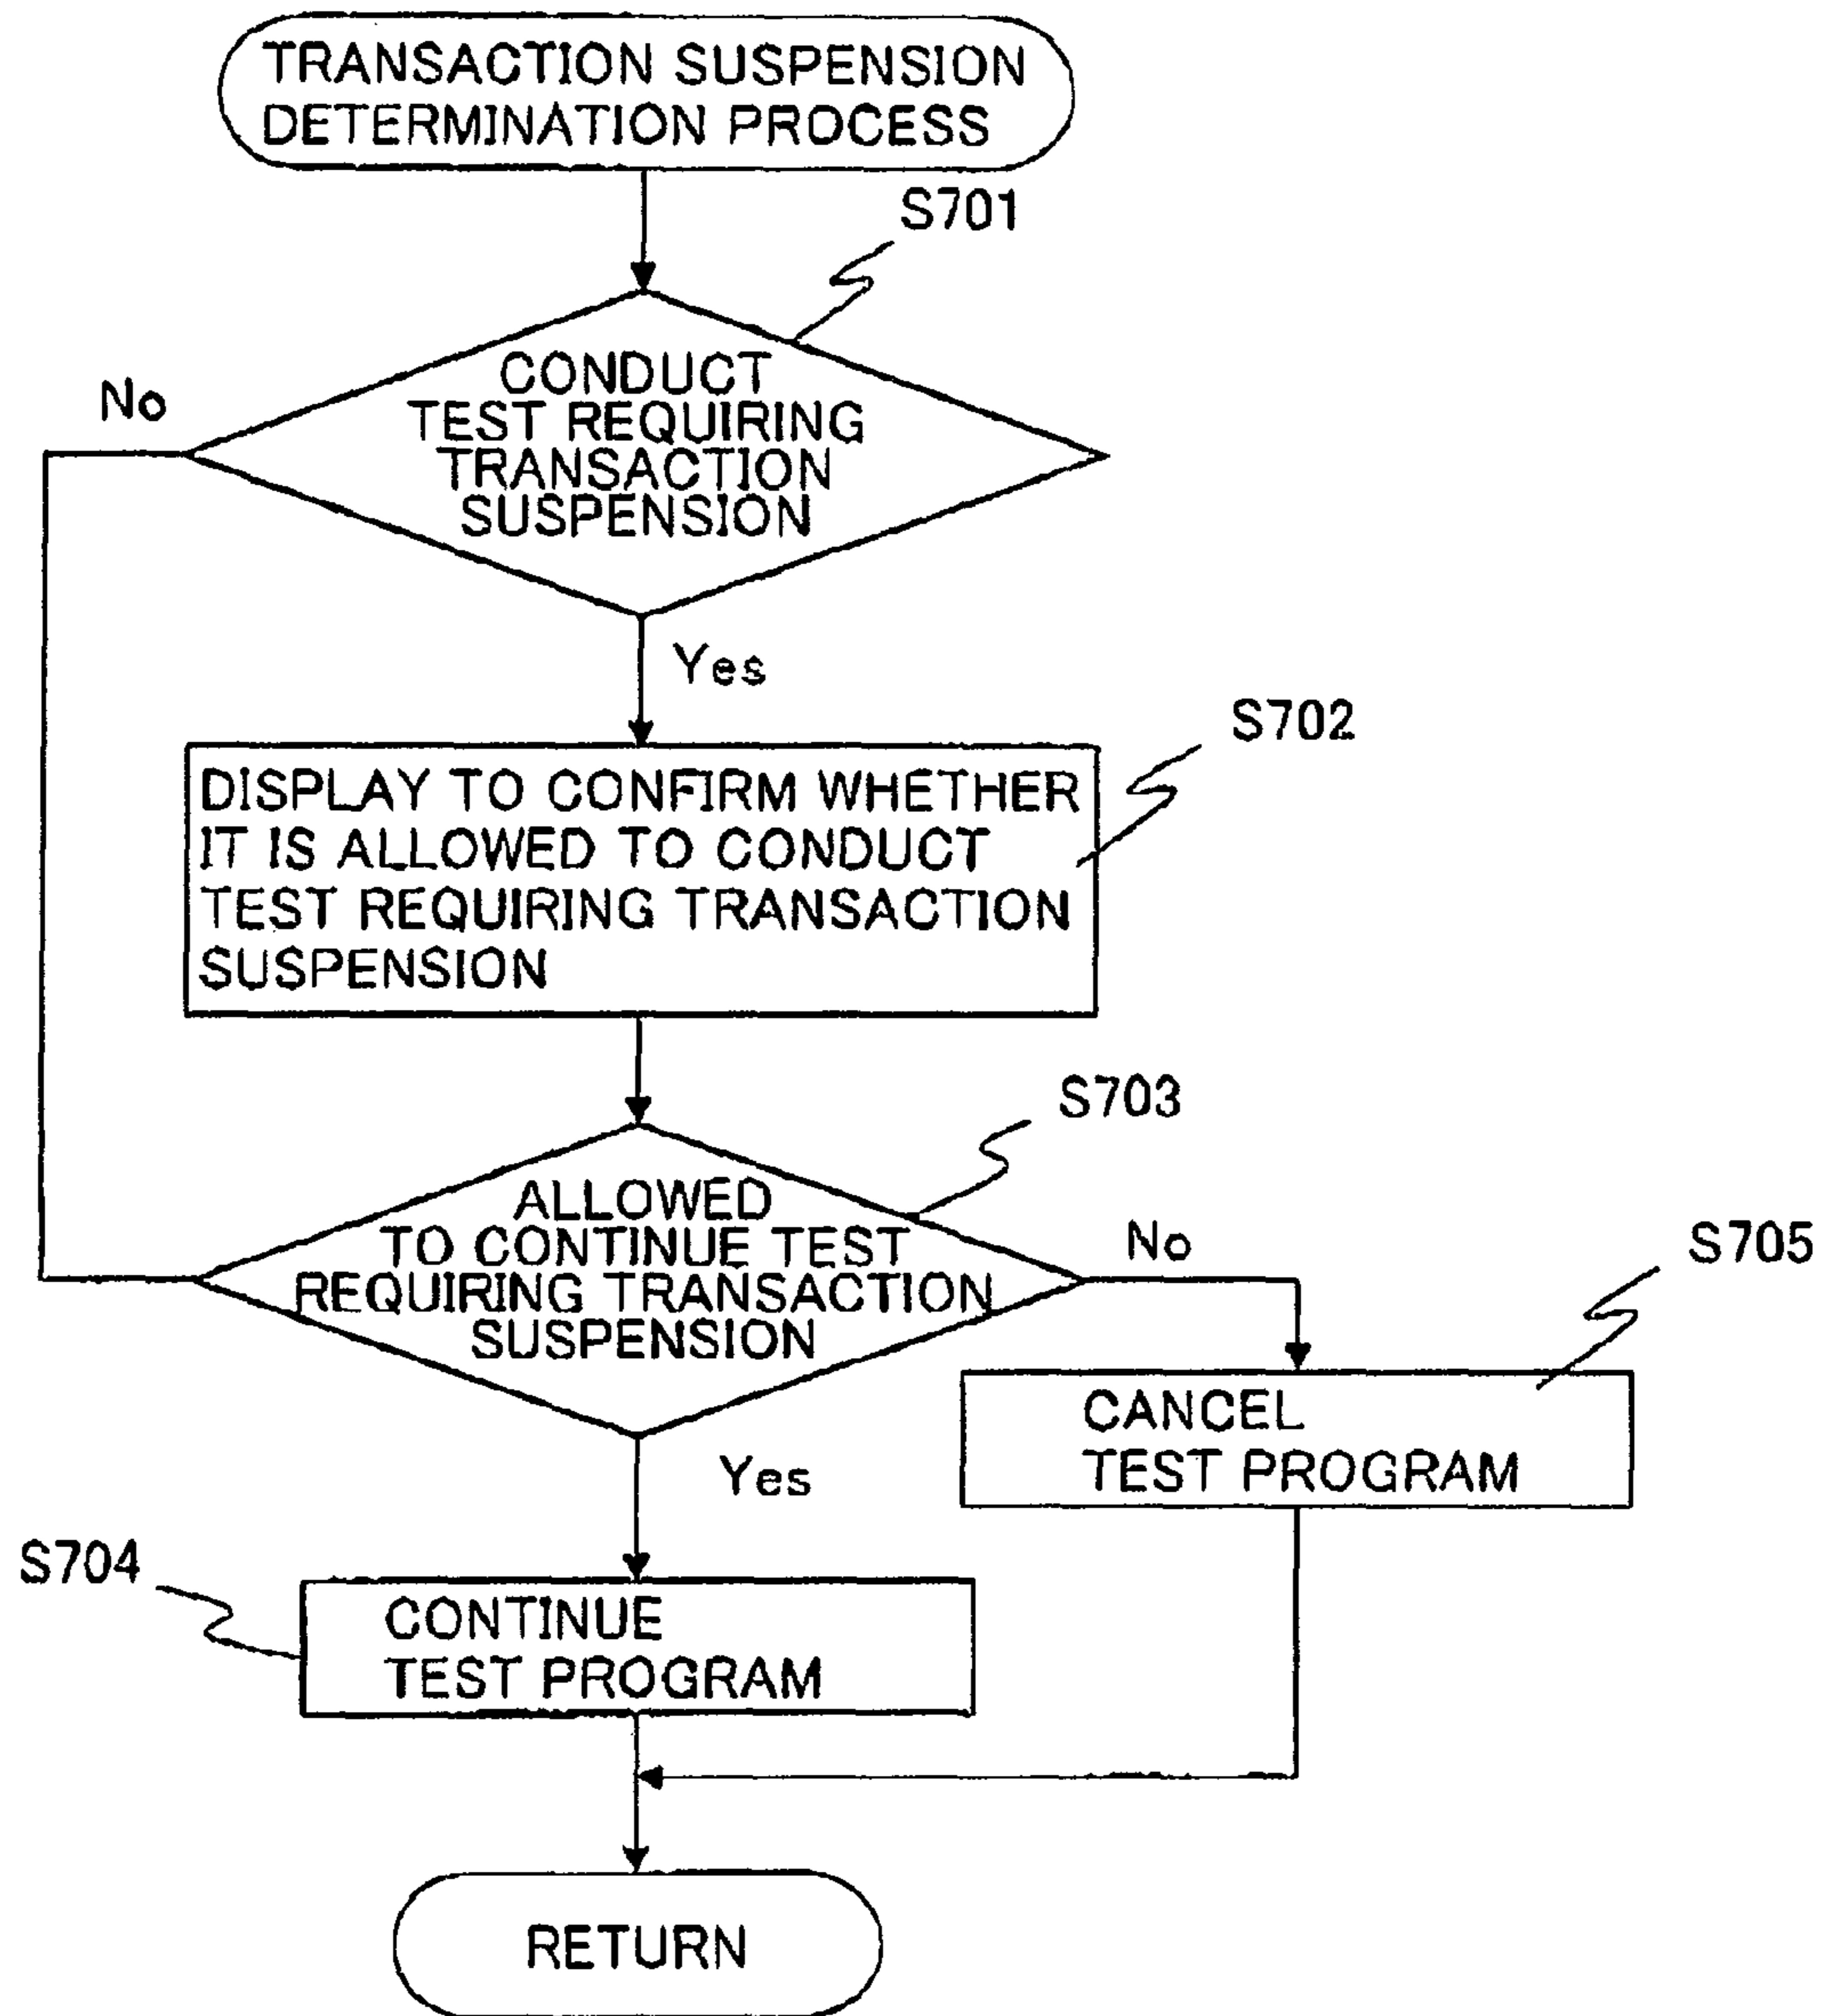 TRANSACTION SUSPENSION
DETERMINATION PROCESS
S701
CONDUCT
TEST REQUIRING
TRANSACTION
SUSPENSION
No
Yes
S702
DISPLAY TO CONFIRM WHETHER
IT IS ALLOWED TO CONDUCT
TEST REQUIRING TRANSACTION
SUSPENSION
S703
ALLOWED
TO CONTINUE TEST
REQUIRING TRANSACTION
SUSPENSION
No
S705
CANCEL
TEST PROGRAM
Yes
S704
CONTINUE
TEST PROGRAM
RETURN